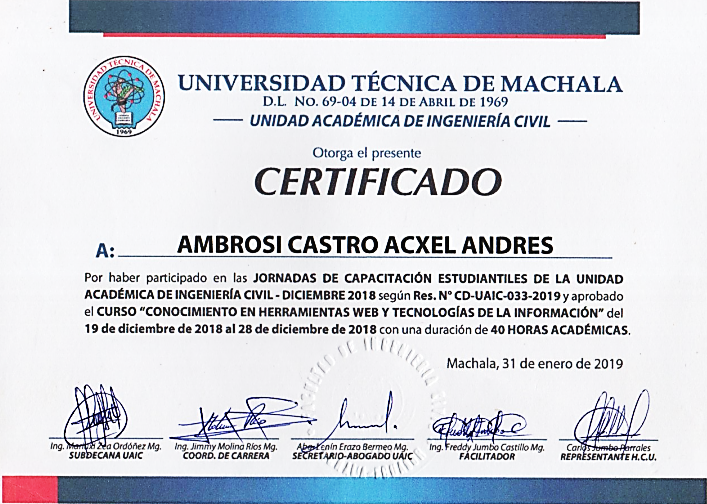 UNIVERSIDAD TÉCNICA DE MACHALA
1969
UNIVERSIDAD TÉCNICA DE MACHALA
D.L. No. 69-04 DE 14 DE ABRIL DE 1969
UNIDAD ACADÉMICA DE INGENIERÍA CIVIL
Otorga el presente
CERTIFICADO
A: AMBROSI CASTRO ACXEL ANDRES
Por haber participado en las JORNADAS DE CAPACITACIÓN ESTUDIANTILES DE LA UNIDAD
ACADÉMICA DE INGENIERÍA CIVIL - DICIEMBRE 2018 según Res. N° CD-UAIC-033-2019 y aprobado
el CURSO "CONOCIMIENTO EN HERRAMIENTAS WEB Y TECNOLOGÍAS DE LA INFORMACIÓN" del
19 de diciembre de 2018 al 28 de diciembre de 2018 con una duración de 40 HORAS ACADÉMICAS.
Machala, 31 de enero de 2019
Ing. Zea Ordóñez Mg.
SUBDECANA UAIC
Ing. Jimmy Molina Ríos Mg.
COORD. DE CARRERA
Lenín Erazo Bermeo Mg.
SECRETARIO-ABOGADO UAIC
Ing. Freddy Jumbo Castillo Mg.
FACILITADOR
Carlos Jumbo Parrales
REPRESENTANTE H.C.U.